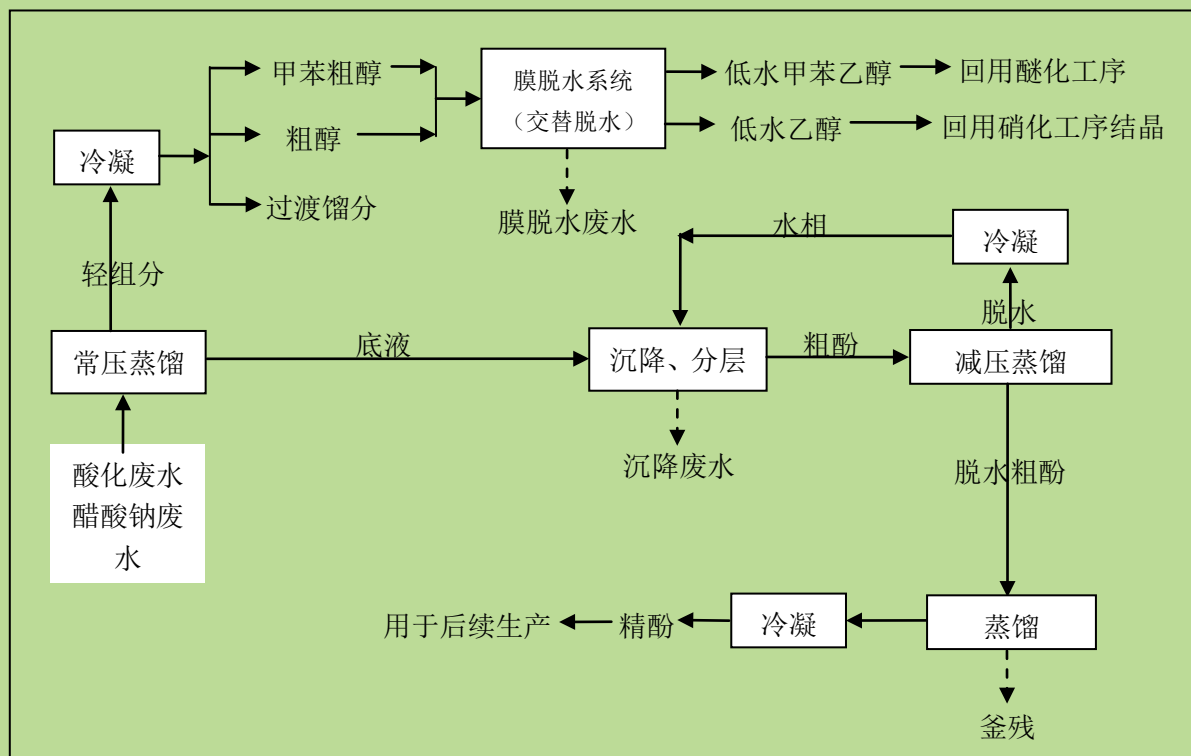 甲苯粗醇
膜脱水系统
（交替脱水）
低水甲苯乙醇
回用醚化工序
粗醇
低水乙醇
回用硝化工序结晶
冷凝
过渡馏分
膜脱水废水
水相
冷凝
轻组分
脱水
常压蒸馏
底液
沉降、分层
粗酚
减压蒸馏
酸化废水
醋酸钠废
水
沉降废水
脱水粗酚
用于后续生产
精酚
冷凝
蒸馏
釜残